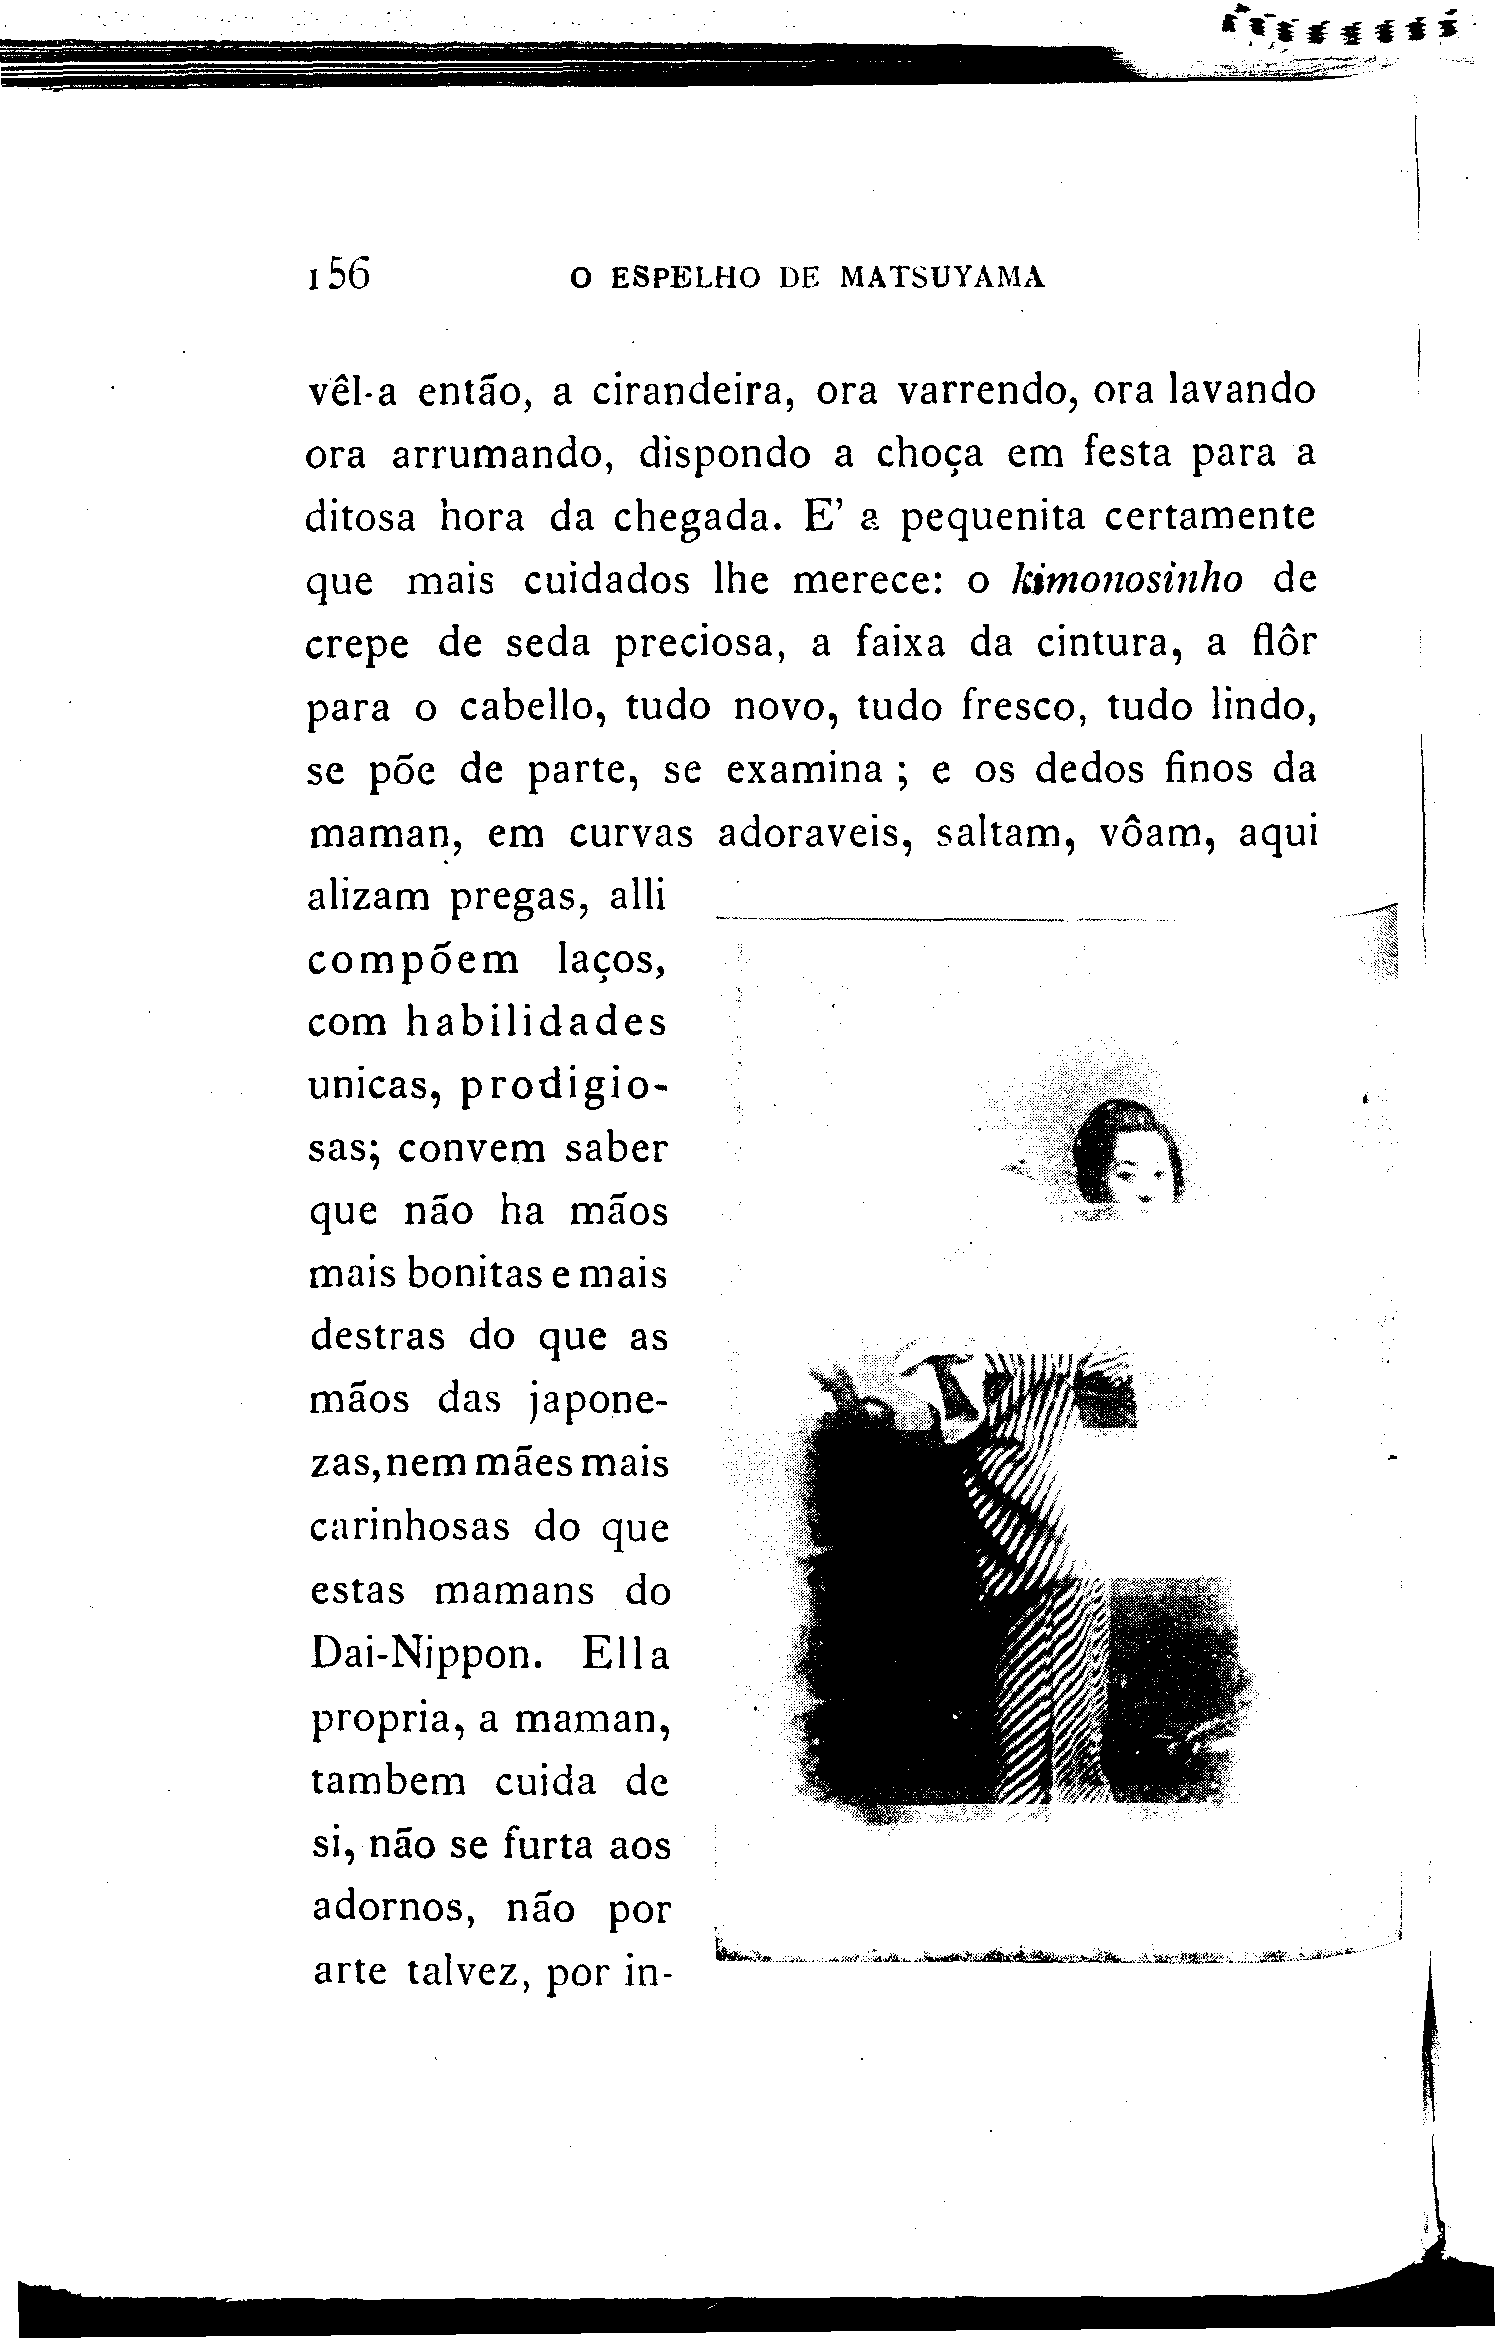 156 O ESPELHO DE MATSUYAMA
vêl-a então, a cirandeira, ora varrendo, ora lavando
ora arrumando, dispondo a choça em festa para a
ditosa hora da chegada. E' a pequenita certamente
que mais cuidados lhe merece: o kimonosinho de
crepe de seda preciosa, a faixa da cintura, a flôr
para o cabello, tudo novo, tudo fresco, tudo lindo,
se põe de parte, se examina ; e os dedos finos da
maman, em curvas adoraveis, saltam, vôam, aqui
alizam pregas, alli
compõem laços,
com habilidades
unicas, prodigio-
sas; convem saber
que não ha mãos
mais bonitas e mais
destras do que as
mãos das japone-
zas, nem mães mais
carinhosas do que
estas mamans do
Dai-Nippon. Ella
propria, a maman,
tambem cuida de
si, não se furta aos
adornos, não por
arte talvez, por in-